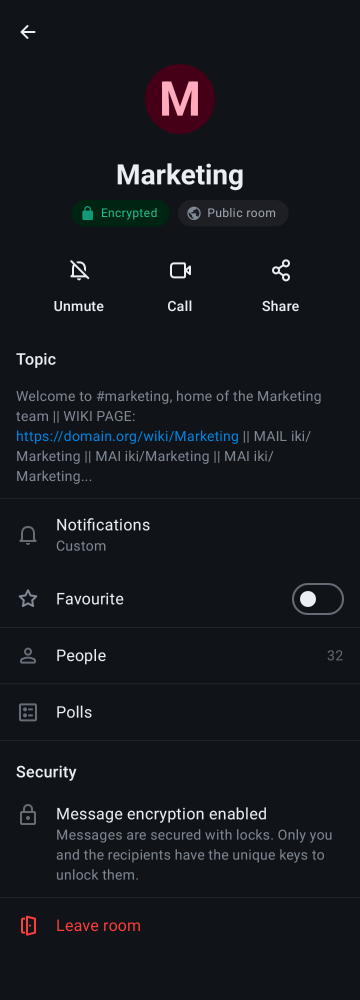 M
Marketing
Encrypted
Public room
Unmute
Call
Share
Topic
Welcome to #marketing, home of the Marketing
team || WIKI PAGE:
https://domain.org/wiki/Marketing || MAIL iki/
Marketing || MAI iki/Marketing || MAI iki/
Marketing...
Notifications
Custom
Favourite
People 32
Polls
Security
Message encryption enabled
Messages are secured with locks. Only you
and the recipients have the unique keys to
unlock them.
Leave room